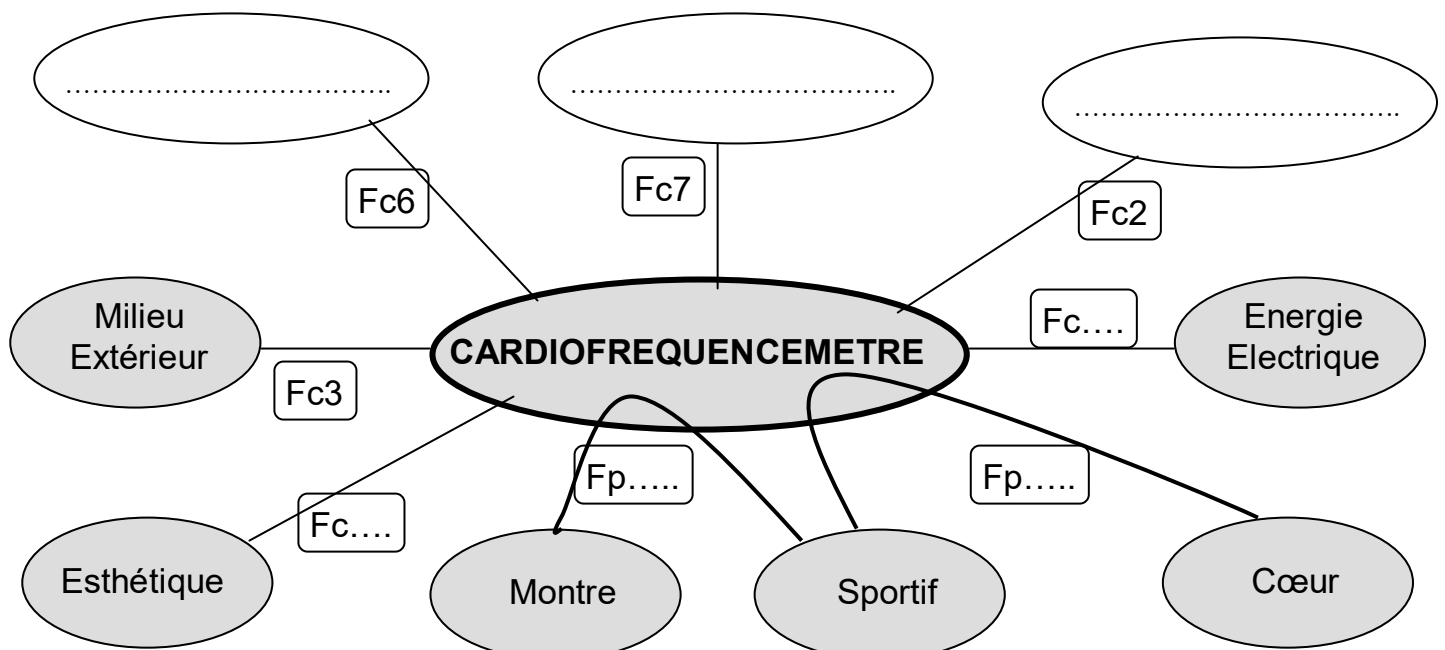 ……………………………….
……………………………….
……………………………….
Fc6
Fc7
Fc2
Milieu
Extérieur
Fc3
CARDIOFREQUENCEMETRE
Fc….
Energie
Electrique
Fp…..
Fp…..
Fc….
Esthétique
Montre
Sportif
Cœur